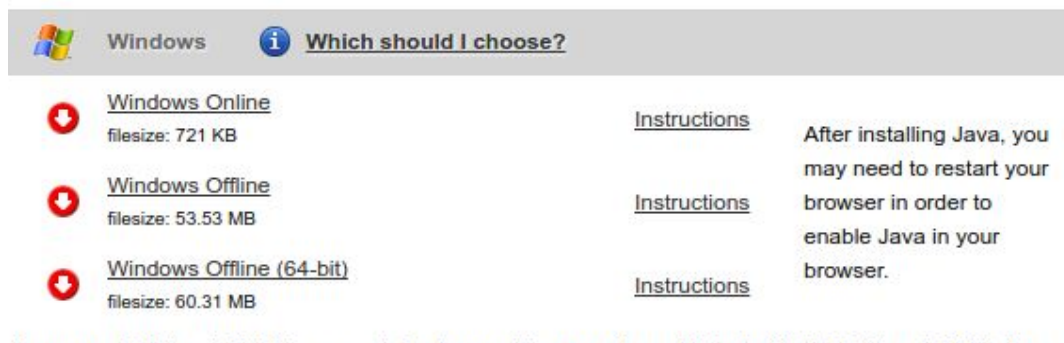 Windows
Which should I choose?
Windows Online
filesize: 721 KB
Instructions
Windows Offline
filesize: 53.53 MB
Instructions
Windows Offline (64-bit)
filesize: 60.31 MB
Instructions
After installing Java, you
may need to restart your
browser in order to
enable Java in your
browser.